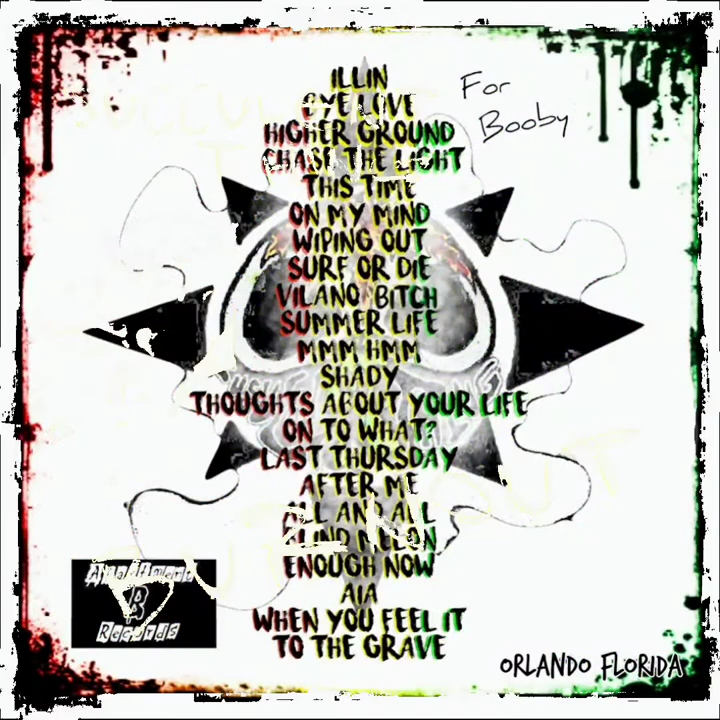 ILLIN
EYE LOVE
HIGHER GROUND
CHASE THE LIGHT
THIS TIME
ON MY MIND
WIPING OUT
SURF OR DIE
VILANO BITCH
SUMMER LIFE
MMM HMM
SHADY
THOUGHTS ABOUT YOUR LIFE
ON TO WHAT?
LAST THURSDAY
AFTER ME
ALL AND ALL
BLIND MELON
ENOUGH NOW
AIA
WHEN YOU FEEL IT
TO THE GRAVE
For
Booby
Records
ORLANDO FLORIDA